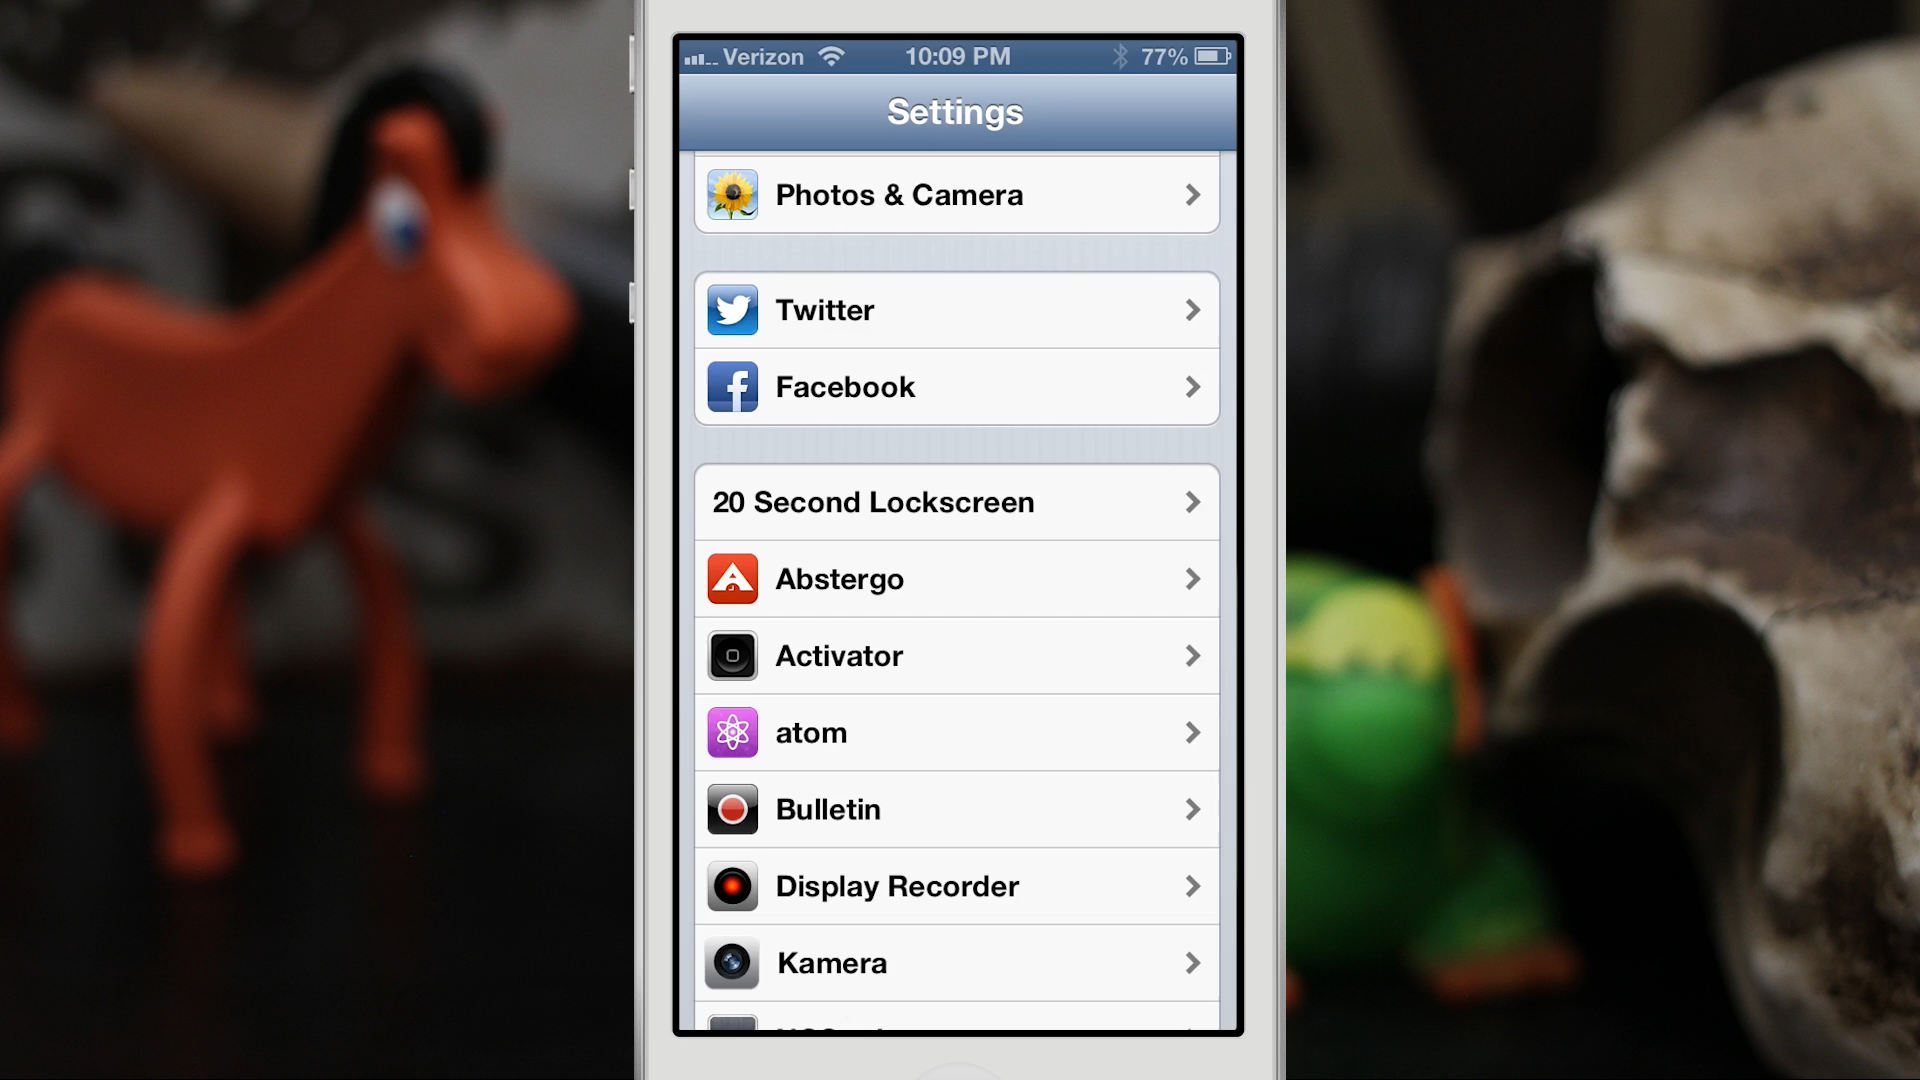 Verizon 10:09 PM 77%
Settings
Photos & Camera
Twitter
Facebook
20 Second Lockscreen
Abstergo
Activator
atom
Bulletin
Display Recorder
Kamera